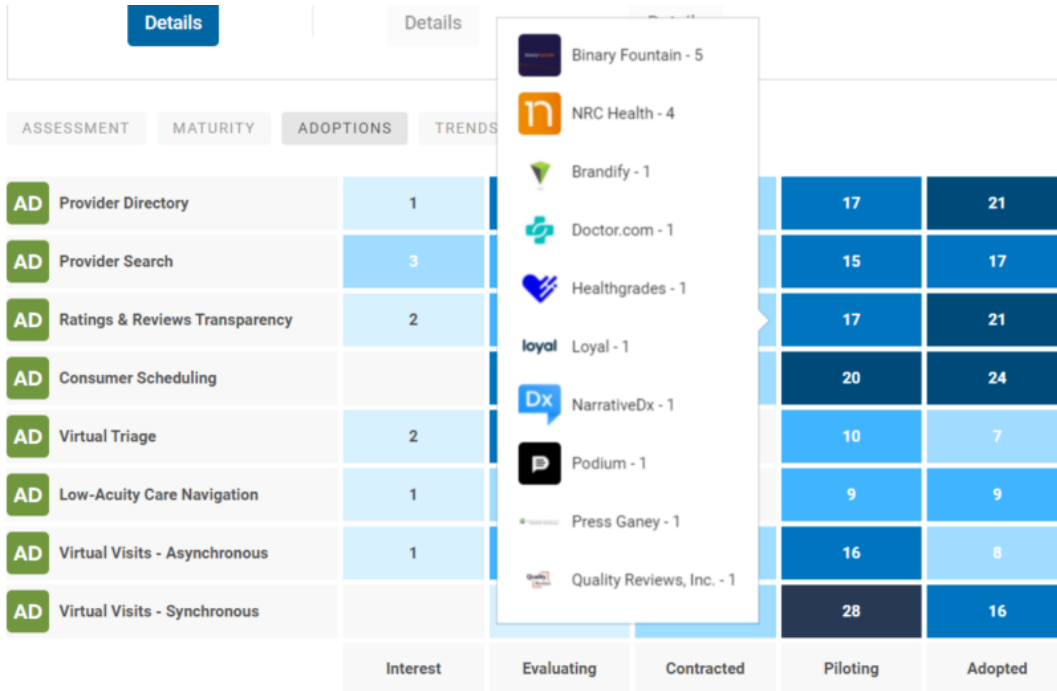 Details
Details
ASSESSMENT
MATURITY
ADOPTIONS
TRENDS
Binary Fountain - 5
n NRC Health - 4
Brandify - 1
Doctor.com - 1
Healthgrades - 1
loyal Loyal - 1
Dx NarrativeDx - 1
Podium - 1
Press Ganey - 1
Quality Reviews, Inc. - 1
AD Provider Directory 1 17 21
AD Provider Search 3 15 17
AD Ratings & Reviews Transparency 2 17 21
AD Consumer Scheduling 20 24
AD Virtual Triage 2 10 7
AD Low-Acuity Care Navigation 1 9 9
AD Virtual Visits - Asynchronous 1 16 8
AD Virtual Visits - Synchronous 28 16
Interest Evaluating Contracted Piloting Adopted